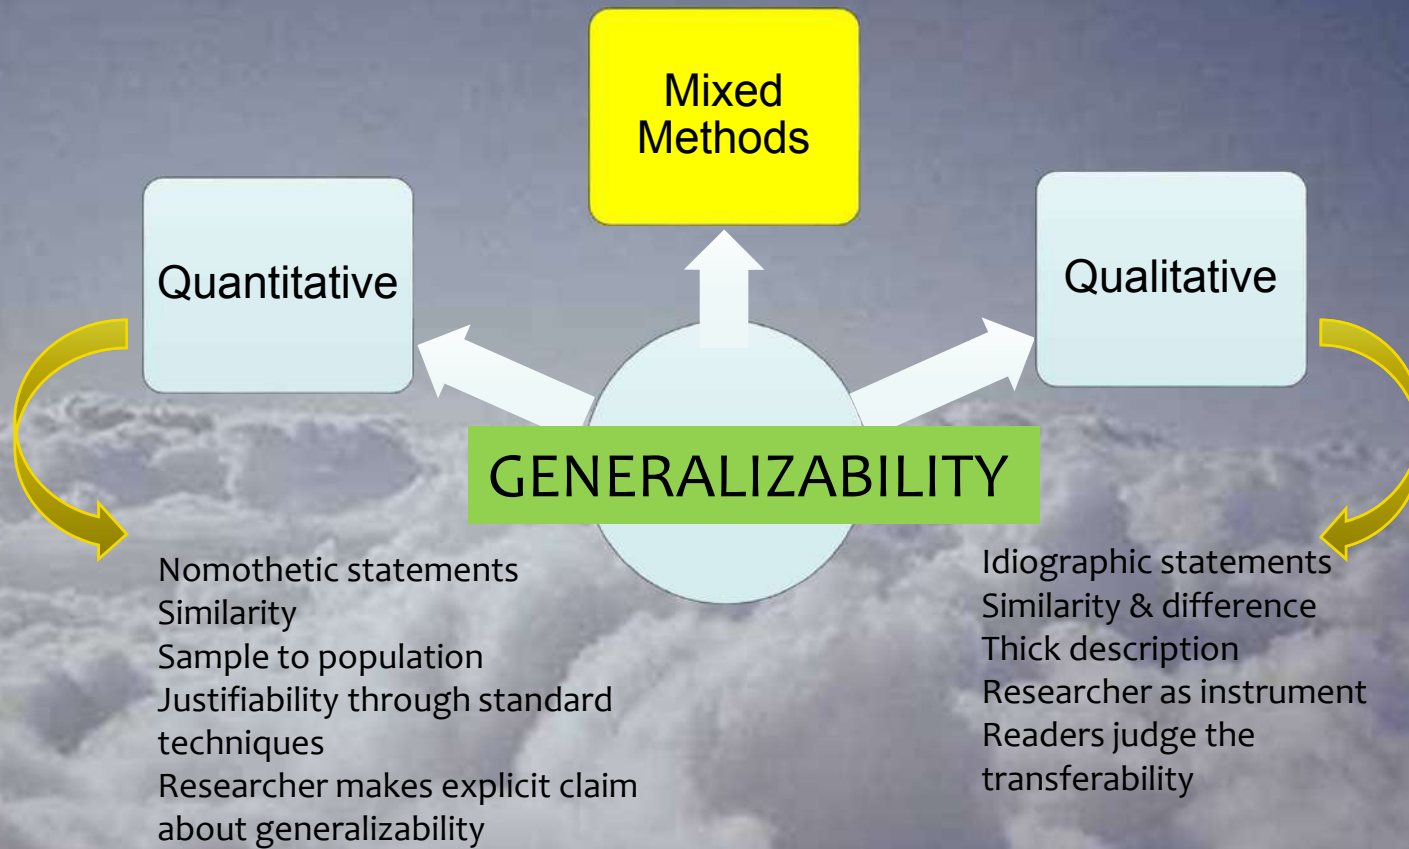 Mixed
Methods
Quantitative
Qualitative
GENERALIZABILITY
Nomothetic statements
Similarity
Sample to population
Justifiability through standard
techniques
Researcher makes explicit claim
about generalizability
Idiographic statements
Similarity & difference
Thick description
Researcher as instrument
Readers judge the
transferability